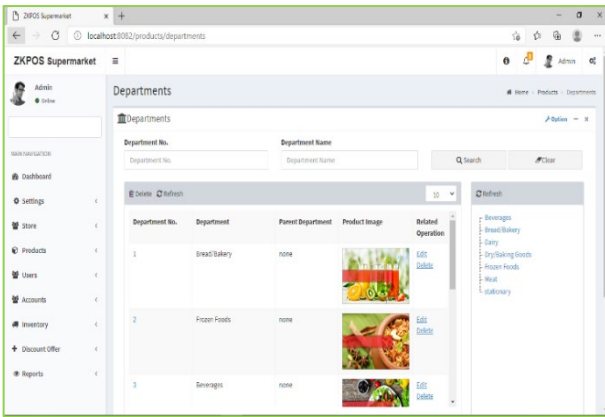 ZKPOS Supermarket
localhost:8082/products/departments
ZKPOS Supermarket
Admin
Admin
Online
Departments
Home Products Departments
Departments
Option
Department No.
Department Name
Department No.
Department Name
Search
Clear
MAIN NAVIGATION
Dashboard
Settings
Store
Products
Users
Accounts
Inventory
Discount Offer
Reports
Delete Refresh
10
Department No. Department Parent Department Product Image Related Operation
1 Bread/Bakery none Edit
Delete
2 Frozen Foods none Edit
Delete
3 Beverages none Edit
Delete
Refresh
Beverages
Bread/Bakery
Dairy
Dry/Baking Goods
Frozen Foods
Meat
stationary